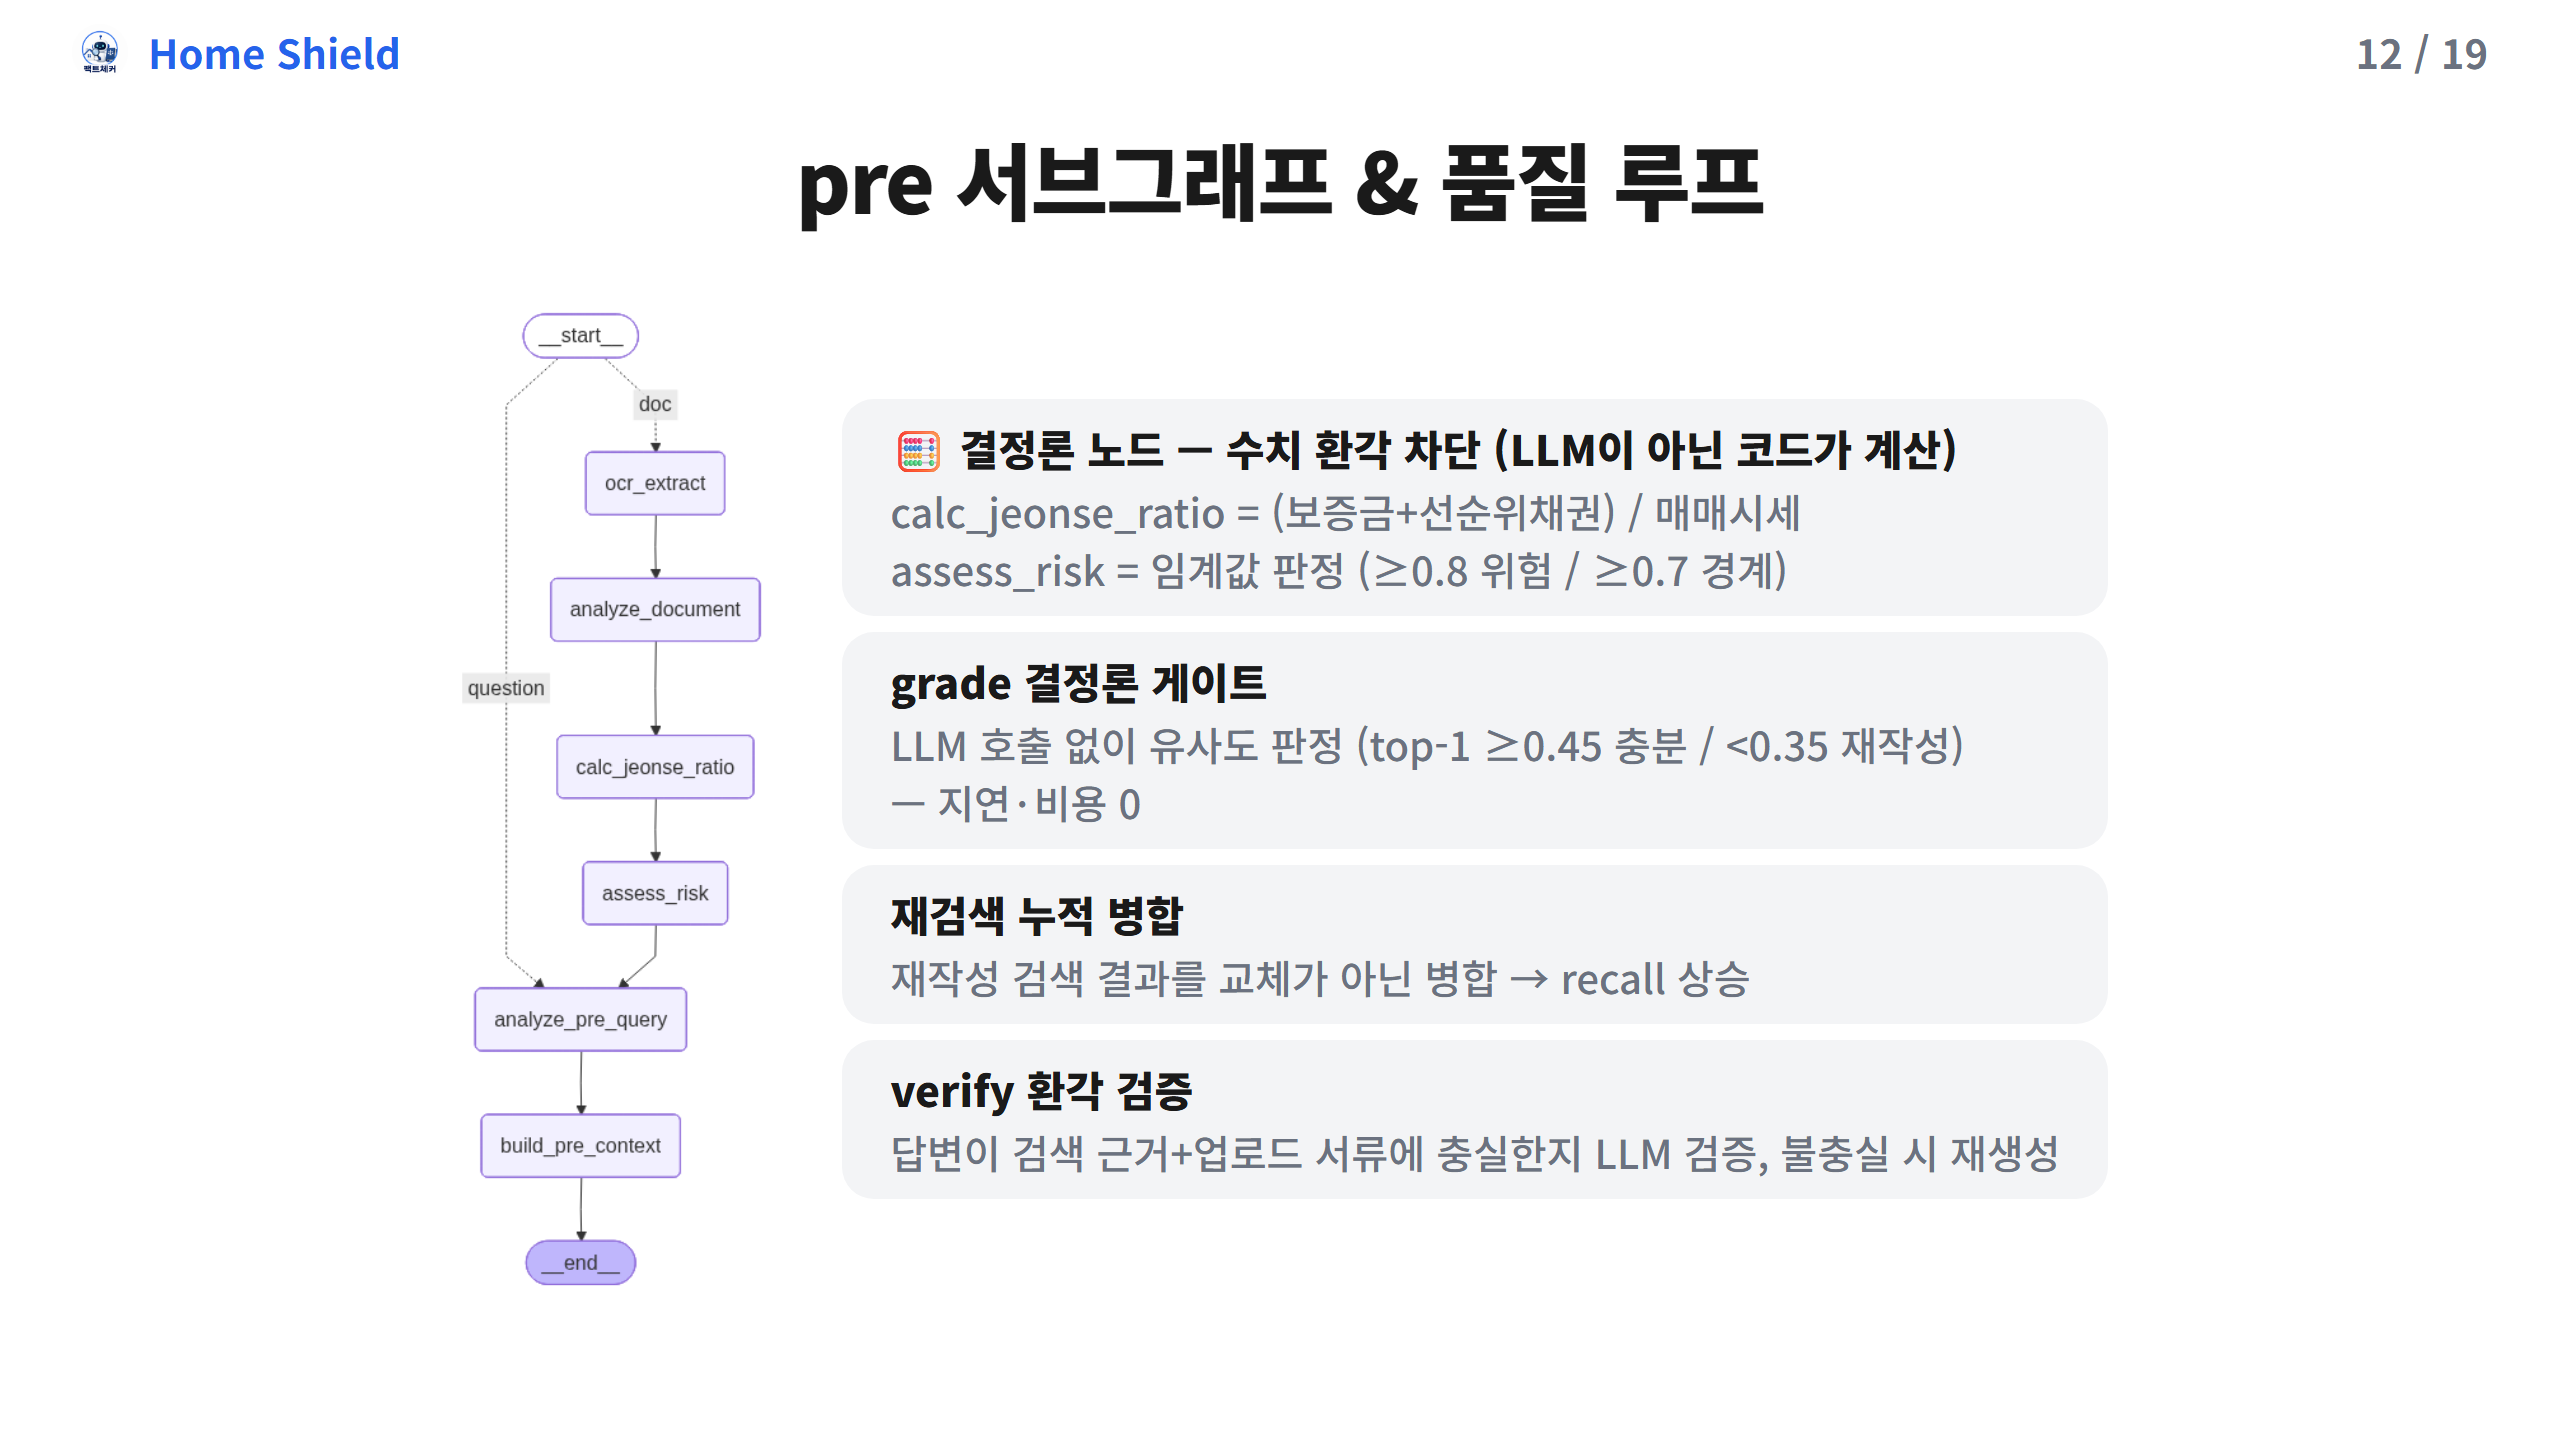 팩트체커
Home Shield
12 / 19
pre 서브그래프 & 품질 루프
__start__
doc
ocr_extract
analyze_document
question
calc_jeonse_ratio
assess_risk
analyze_pre_query
build_pre_context
__end__
결정론 노드 — 수치 환각 차단 (LLM이 아닌 코드가 계산)
calc_jeonse_ratio = (보증금+선순위채권) / 매매시세
assess_risk = 임계값 판정 (≥0.8 위험 / ≥0.7 경계)
grade 결정론 게이트
LLM 호출 없이 유사도 판정 (top-1 ≥0.45 충분 / <0.35 재작성)
— 지연·비용 0
재검색 누적 병합
재작성 검색 결과를 교체가 아닌 병합 → recall 상승
verify 환각 검증
답변이 검색 근거+업로드 서류에 충실한지 LLM 검증, 불충실 시 재생성